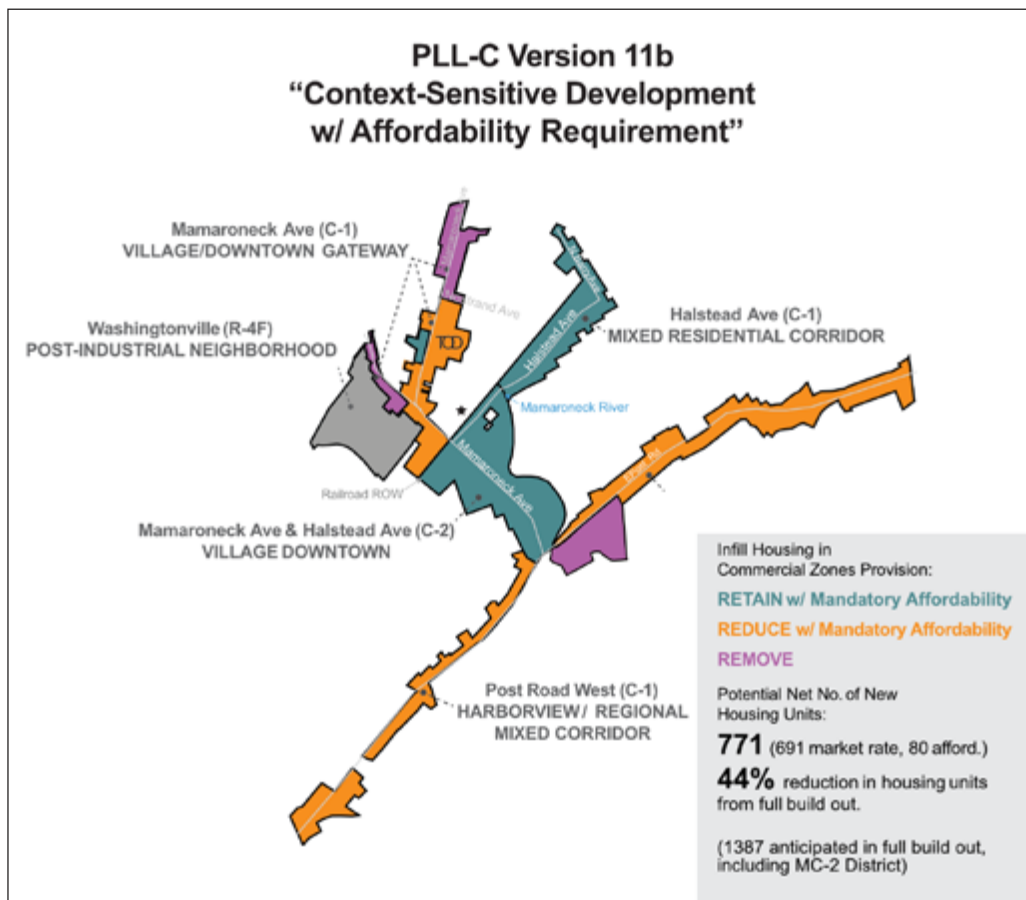 PLL-C Version 11b
“Context-Sensitive Development
w/ Affordability Requirement”
Mamaroneck Ave (C-1)
VILLAGE/DOWNTOWN GATEWAY
Washingtonville (R-4F)
POST-INDUSTRIAL NEIGHBORHOOD
TOD
Halstead Ave
Halstead Ave (C-1)
MIXED RESIDENTIAL CORRIDOR
Mamaroneck River
Mamaroneck Ave
Railroad ROW
Mamaroneck Ave & Halstead Ave (C-2)
VILLAGE DOWNTOWN
Post Road West (C-1)
HARBORVIEW/ REGIONAL
MIXED CORRIDOR
Infill Housing in
Commercial Zones Provision:
RETAIN w/ Mandatory Affordability
REDUCE w/ Mandatory Affordability
REMOVE
Potential Net No. of New
Housing Units:
771 (691 market rate, 80 afford.)
44% reduction in housing units
from full build out.
(1387 anticipated in full build out,
including MC-2 District)